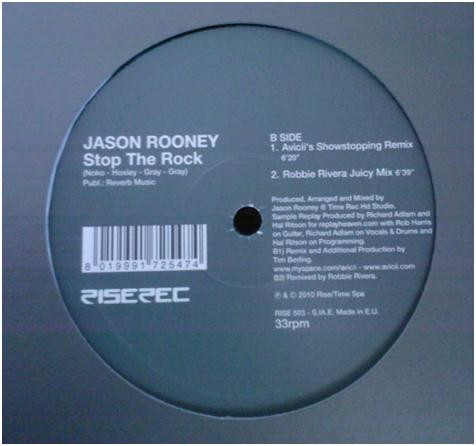 JASON ROONEY
Stop The Rock
(Noko - Hoxley - Gray - Gray)
Publ.: Reverb Music
8 019991 725474
RISEREC
B SIDE
1. Avicii's Showstopping Remix
6'20"
2. Robbie Rivera Juicy Mix 6'39"
Produced, Arranged and Mixed by
Jason Rooney @ Time Rec Hd Studio.
Sample Replay Produced by Richard Adlam and
Hal Ritson for replayheaven.com with Rob Harris
on Guitar, Richard Adlam on Vocals & Drums and
Hal Ritson on Programming.
B1) Remix and Additional Production by
Tim Berling.
www.myspace.com/avicii - www.avicii.com
B2) Remixed by Robbie Rivera.
℗ & © 2010 Rise/Time Spa
RISE 503 - S.I.A.E. Made in E.U.
33rpm